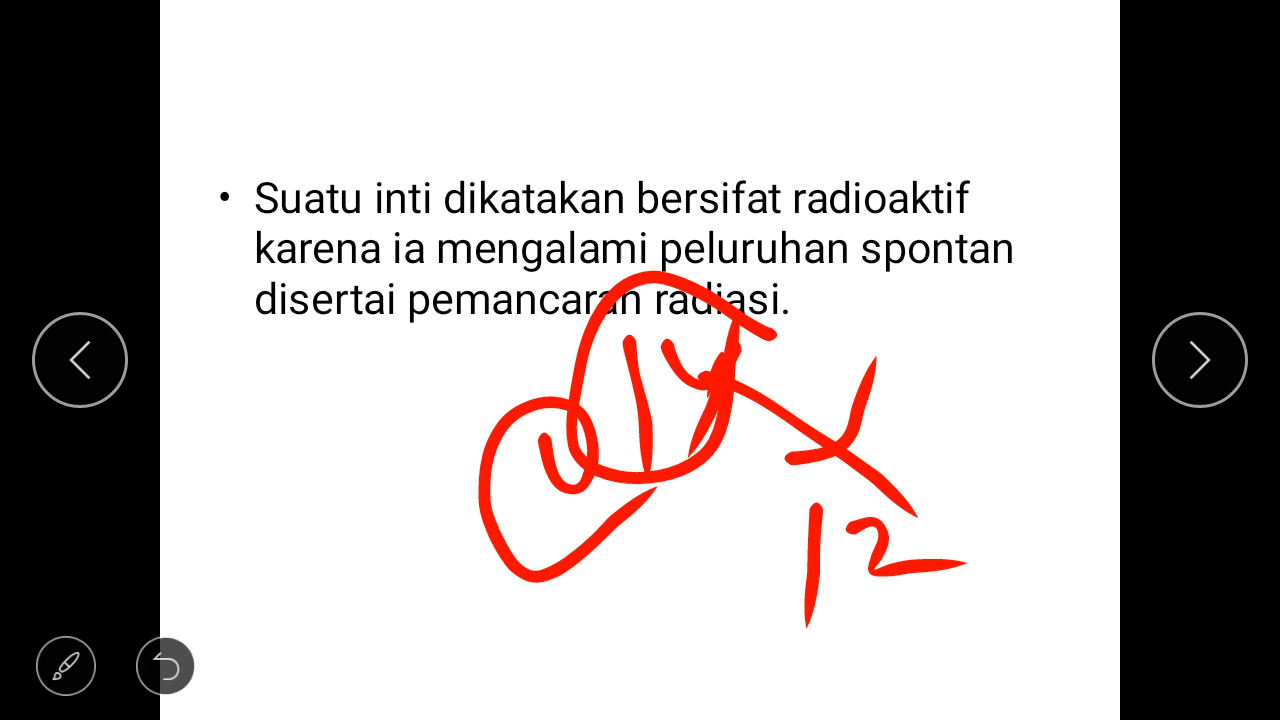 • Suatu inti dikatakan bersifat radioaktif
karena ia mengalami peluruhan spontan
disertai pemancaran radiasi.
14
12